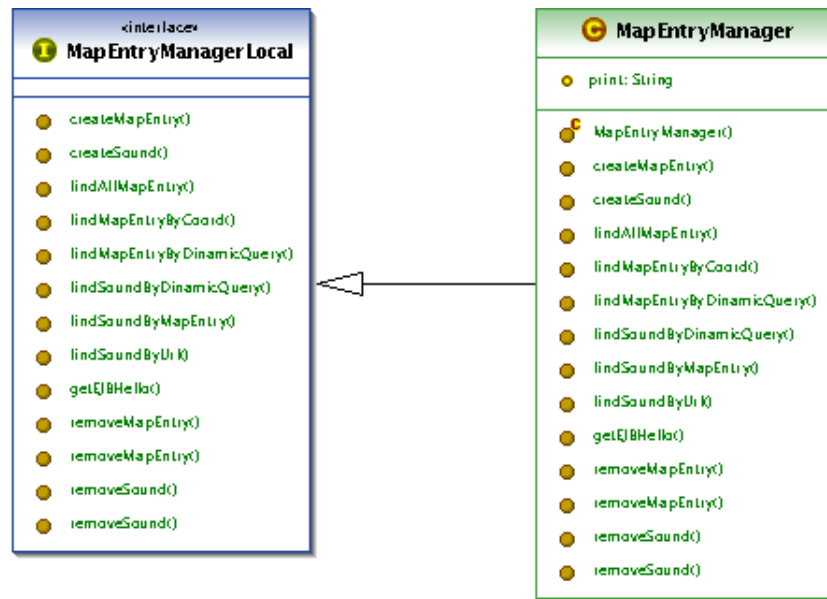 «interface»
I MapEntryManagerLocal
createMapEntry()
createSound()
findAllMapEntry()
findMapEntryByCoord()
findMapEntryByDinamicQuery()
findSoundByDinamicQuery()
findSoundByMapEntry()
findSoundByUrl()
getEJBHello()
removeMapEntry()
removeMapEntry()
removeSound()
removeSound()
C MapEntryManager
print: String
C MapEntryManager()
createMapEntry()
createSound()
findAllMapEntry()
findMapEntryByCoord()
findMapEntryByDinamicQuery()
findSoundByDinamicQuery()
findSoundByMapEntry()
findSoundByUrl()
getEJBHello()
removeMapEntry()
removeMapEntry()
removeSound()
removeSound()